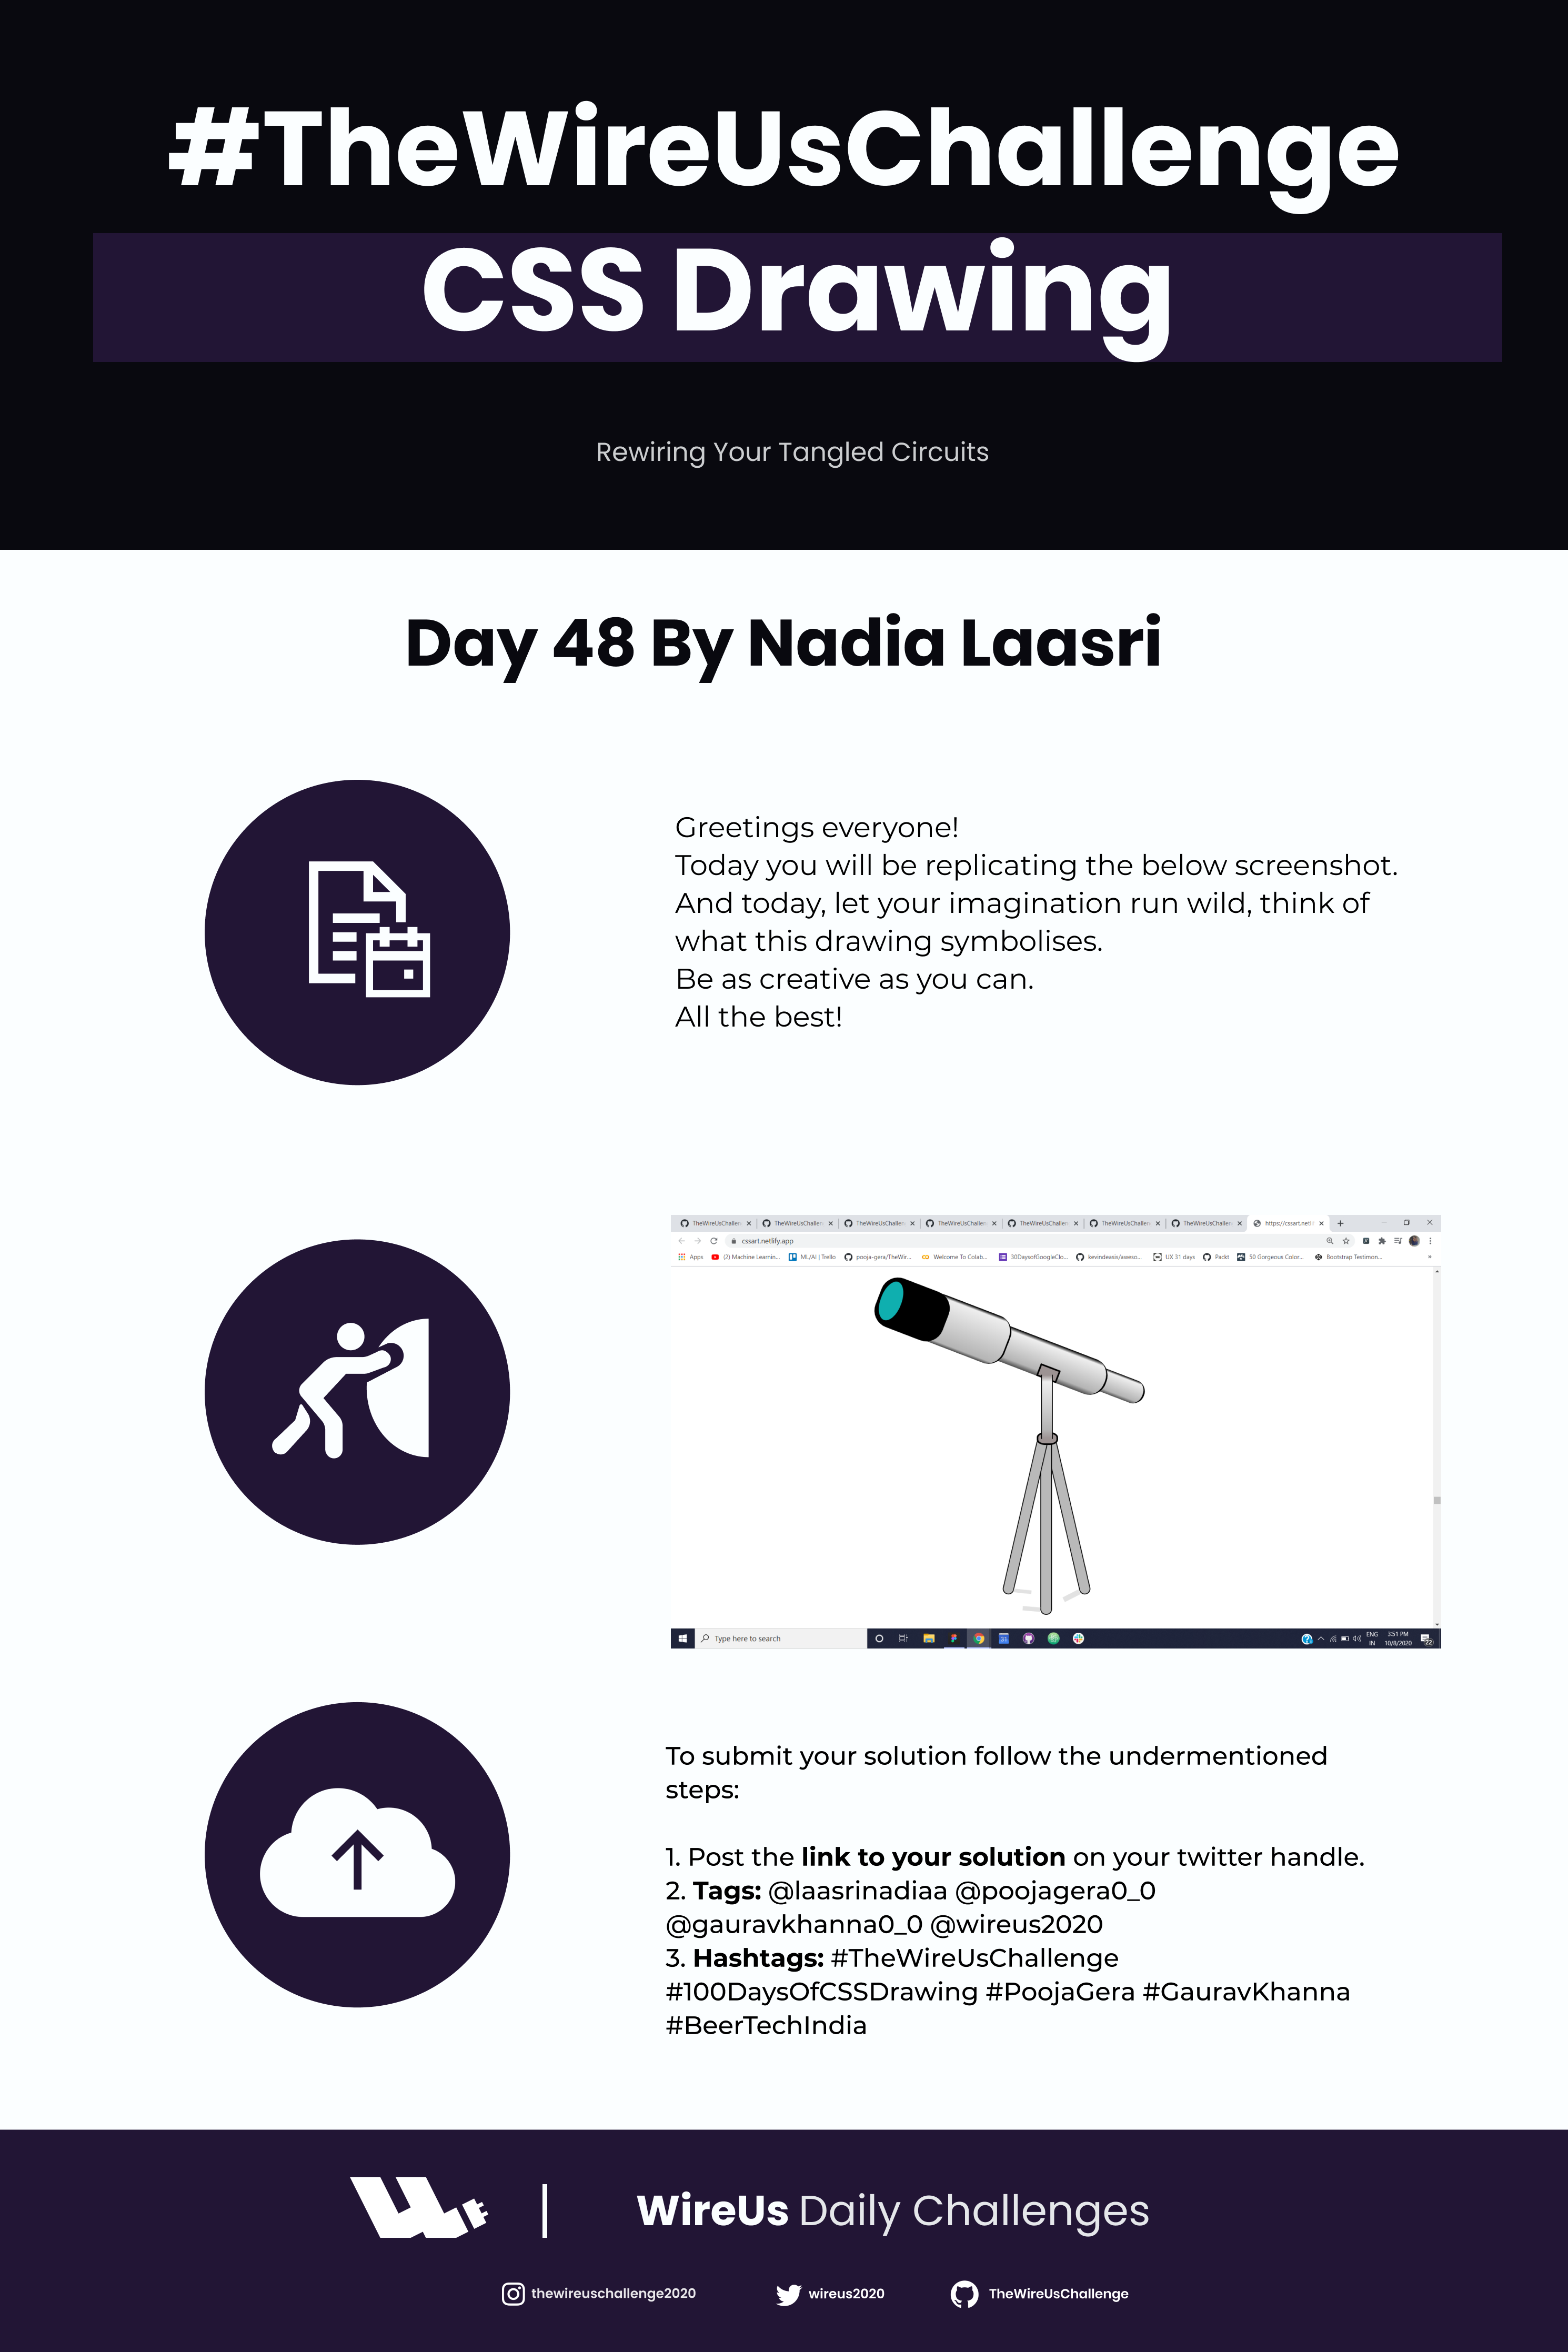 #TheWireUsChallenge
CSS Drawing
Rewiring Your Tangled Circuits
Day 48 By Nadia Laasri
Greetings everyone!
Today you will be replicating the below screenshot.
And today, let your imagination run wild, think of
what this drawing symbolises.
Be as creative as you can.
All the best!
TheWireUsChallen TheWireUsChallen TheWireUsChallen TheWireUsChallen TheWireUsChallen TheWireUsChallen TheWireUsChallen https://cssart.netli
cssart.netlify.app
Apps (2) Machine Learnin... ML/AI | Trello pooja-gera/TheWir... Welcome To Colab... 30DaysofGoogleClo... kevindeasis/aweso... UX 31 days Packt 50 Gorgeous Color... Bootstrap Testimon... »
Type here to search
31
ENG
IN
3:51 PM
10/8/2020
22
To submit your solution follow the undermentioned
steps:
1. Post the link to your solution on your twitter handle.
2. Tags: @laasrinadiaa @poojagera0_0
@gauravkhanna0_0 @wireus2020
3. Hashtags: #TheWireUsChallenge
#100DaysOfCSSDrawing #PoojaGera #GauravKhanna
#BeerTechIndia
WireUs Daily Challenges
thewireuschallenge2020 wireus2020 TheWireUsChallenge